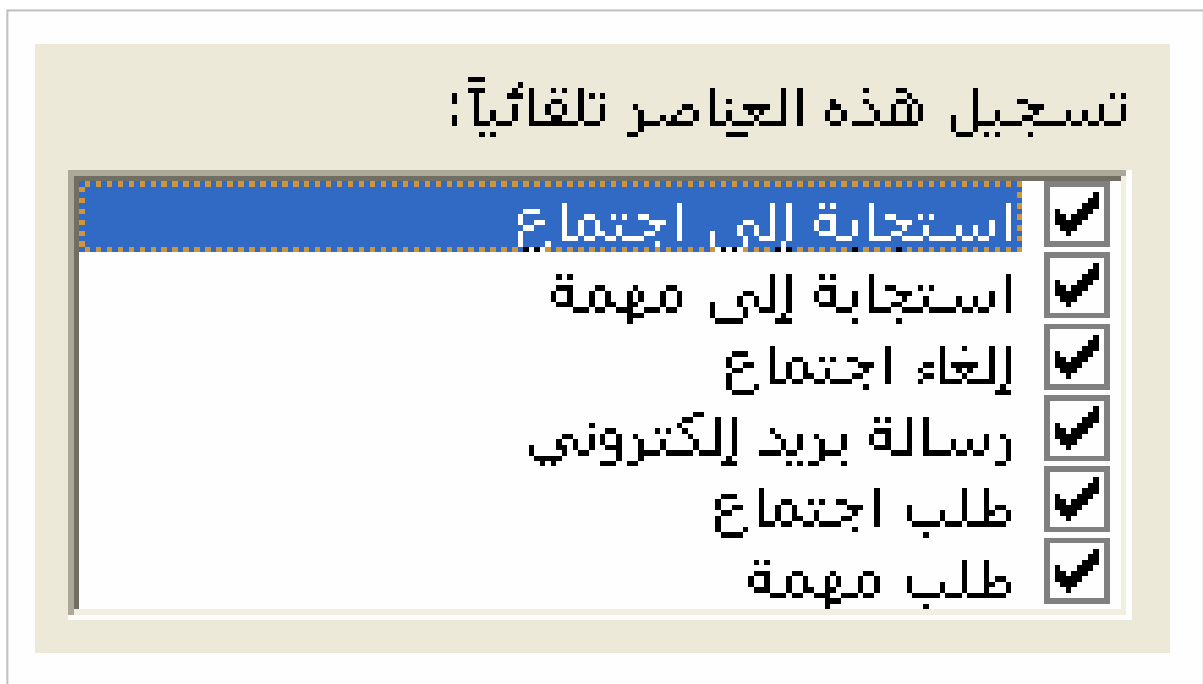 تسجيل هذه العناصر تلقائياً:
استجابة إلى اجتماع
استجابة إلى مهمة
إلغاء اجتماع
رسالة بريد إلكتروني
طلب اجتماع
طلب مهمة